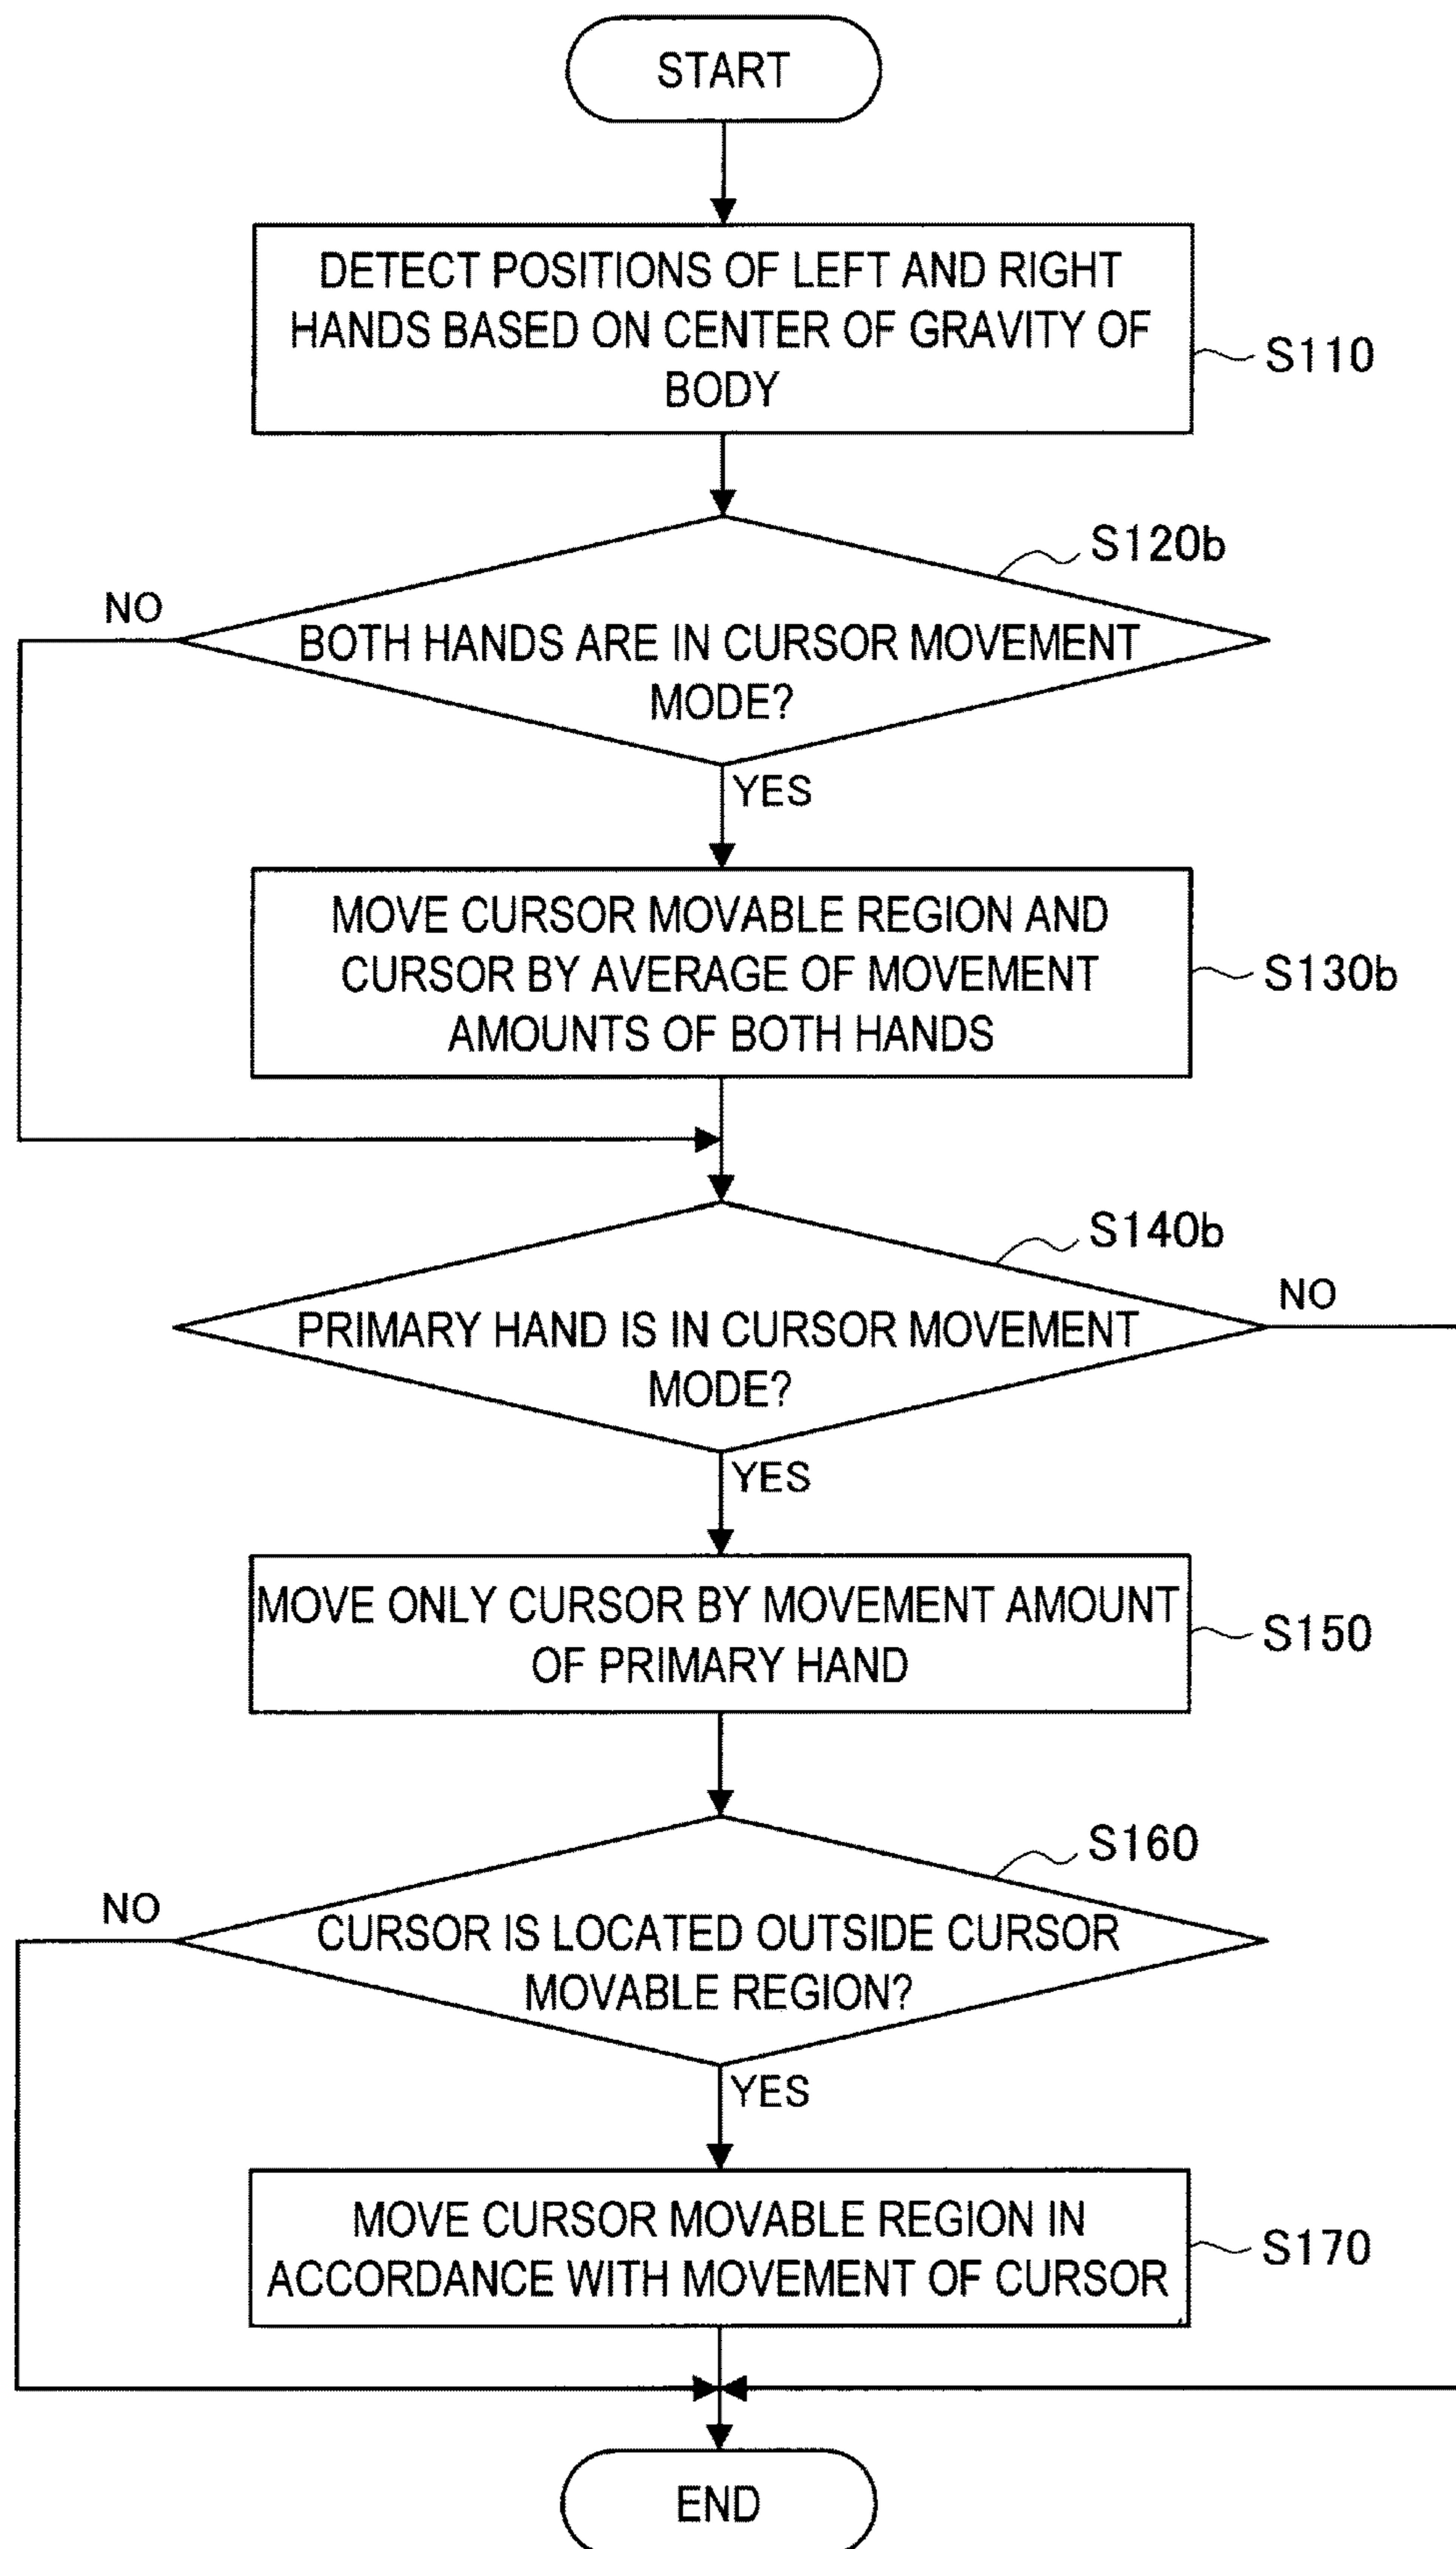 START
DETECT POSITIONS OF LEFT AND RIGHT
HANDS BASED ON CENTER OF GRAVITY OF
BODY
S110
S120b
NO
BOTH HANDS ARE IN CURSOR MOVEMENT
MODE?
YES
MOVE CURSOR MOVABLE REGION AND
CURSOR BY AVERAGE OF MOVEMENT
AMOUNTS OF BOTH HANDS
S130b
S140b
NO
PRIMARY HAND IS IN CURSOR MOVEMENT
MODE?
YES
MOVE ONLY CURSOR BY MOVEMENT AMOUNT
OF PRIMARY HAND
S150
S160
NO
CURSOR IS LOCATED OUTSIDE CURSOR
MOVABLE REGION?
YES
MOVE CURSOR MOVABLE REGION IN
ACCORDANCE WITH MOVEMENT OF CURSOR
S170
END